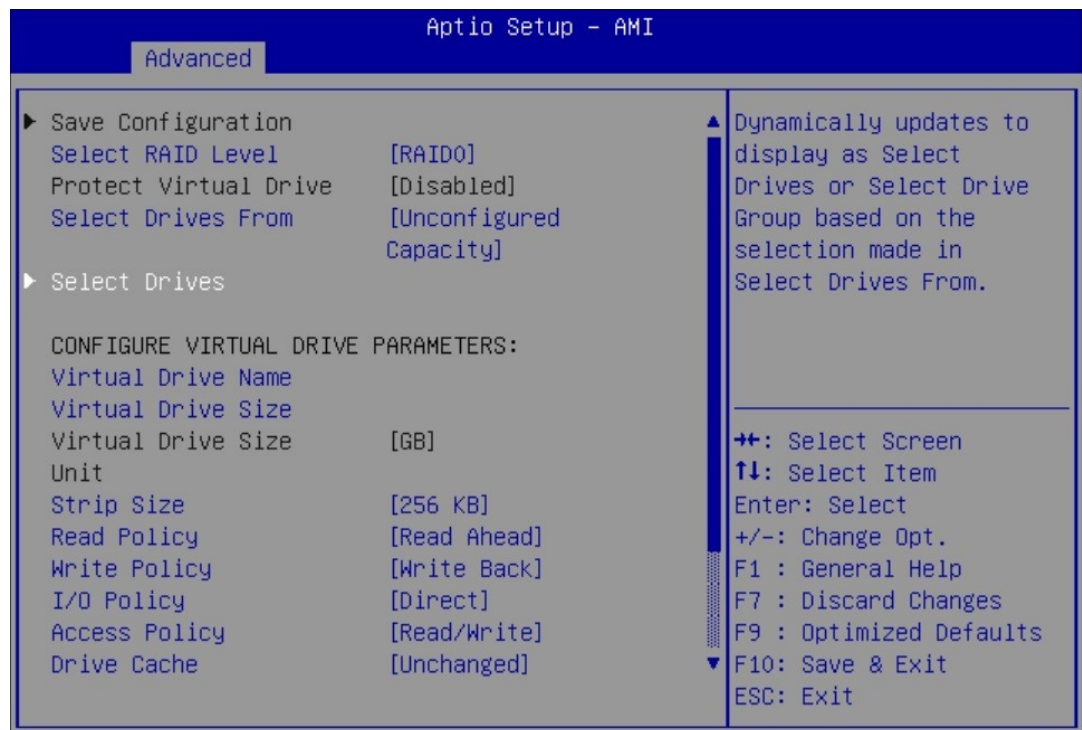 Aptio Setup – AMI
Advanced
Save Configuration
Select RAID Level [RAID0]
Protect Virtual Drive [Disabled]
Select Drives From [Unconfigured
Capacity]
Select Drives
CONFIGURE VIRTUAL DRIVE PARAMETERS:
Virtual Drive Name
Virtual Drive Size
Virtual Drive Size [GB]
Unit
Strip Size [256 KB]
Read Policy [Read Ahead]
Write Policy [Write Back]
I/O Policy [Direct]
Access Policy [Read/Write]
Drive Cache [Unchanged]
Dynamically updates to
display as Select
Drives or Select Drive
Group based on the
selection made in
Select Drives From.
→←: Select Screen
↑↓: Select Item
Enter: Select
+/-: Change Opt.
F1 : General Help
F7 : Discard Changes
F9 : Optimized Defaults
F10: Save & Exit
ESC: Exit